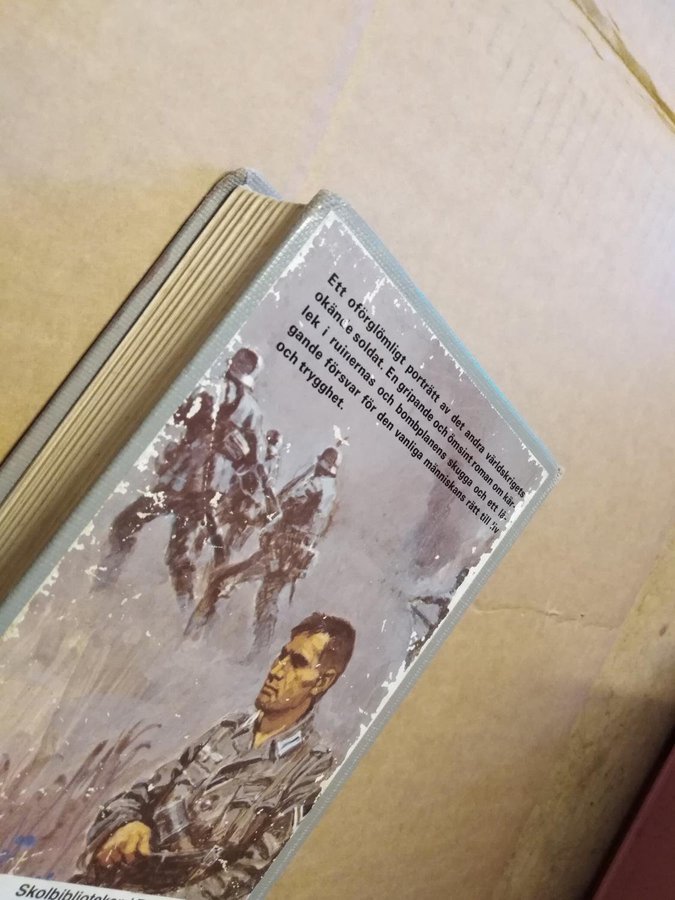 Ett oförglömligt porträtt av det andra världskrigets
okände soldat. En gripande och ömsint roman om kär-
lek i ruinernas och bombplanens skugga och ett lå-
gande försvar för den vanliga människans rätt till liv
och trygghet.